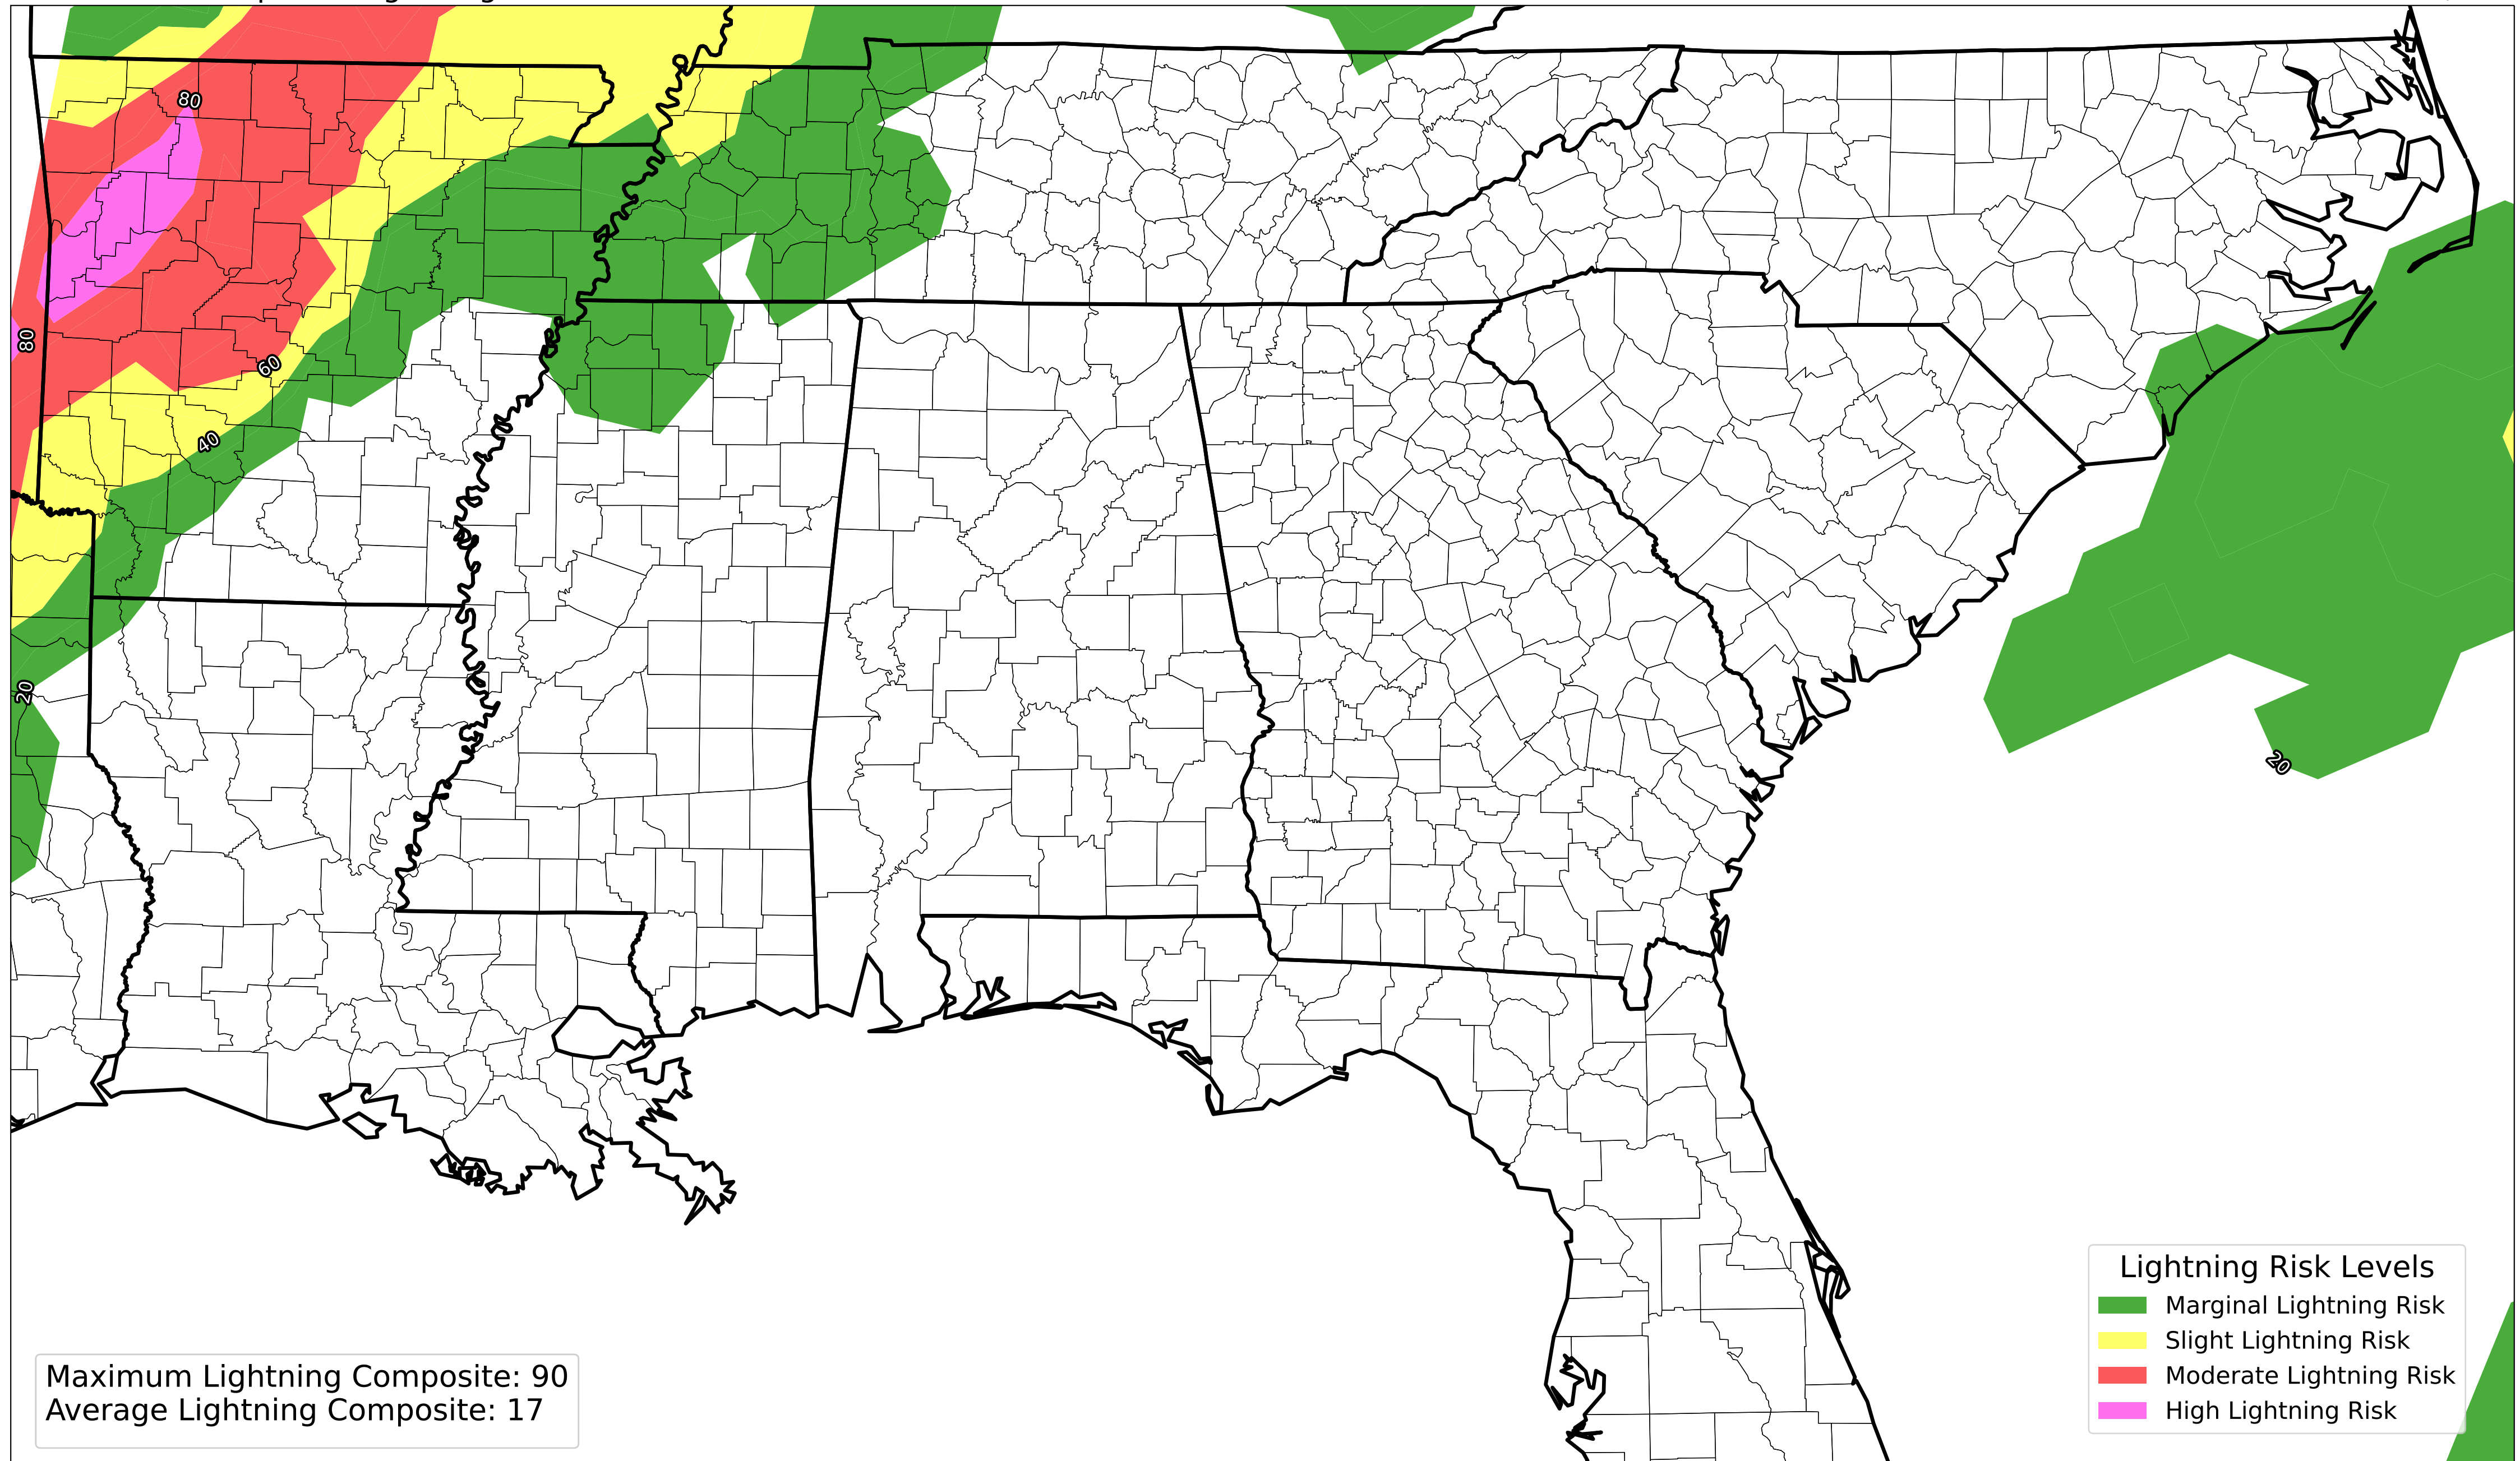 80
80
60
40
20
20
Lightning Risk Levels
Marginal Lightning Risk
Slight Lightning Risk
Moderate Lightning Risk
High Lightning Risk
Maximum Lightning Composite: 90
Average Lightning Composite: 17